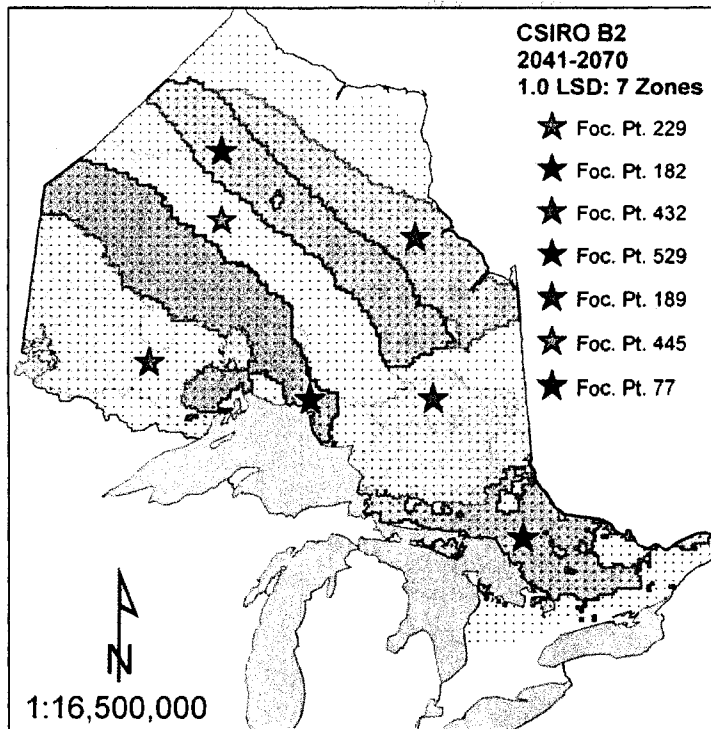 CSIRO B2
2041-2070
1.0 LSD: 7 Zones
Foc. Pt. 229
Foc. Pt. 182
Foc. Pt. 432
Foc. Pt. 529
Foc. Pt. 189
Foc. Pt. 445
Foc. Pt. 77
N
1:16,500,000